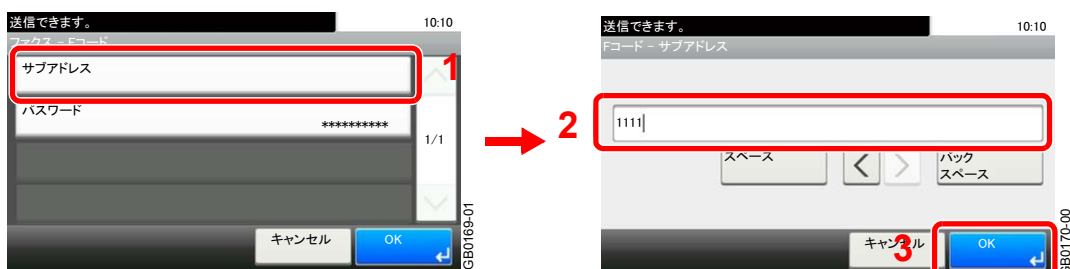 送信できます。
10:10
ファクス - Fコード
サブアドレス
1
パスワード
**********
1/1
キャンセル
OK
GB0169-01
送信できます。
10:10
Fコード - サブアドレス
2
1111
スペース
バック
スペース
キャンセル
3
OK
GB0170-00